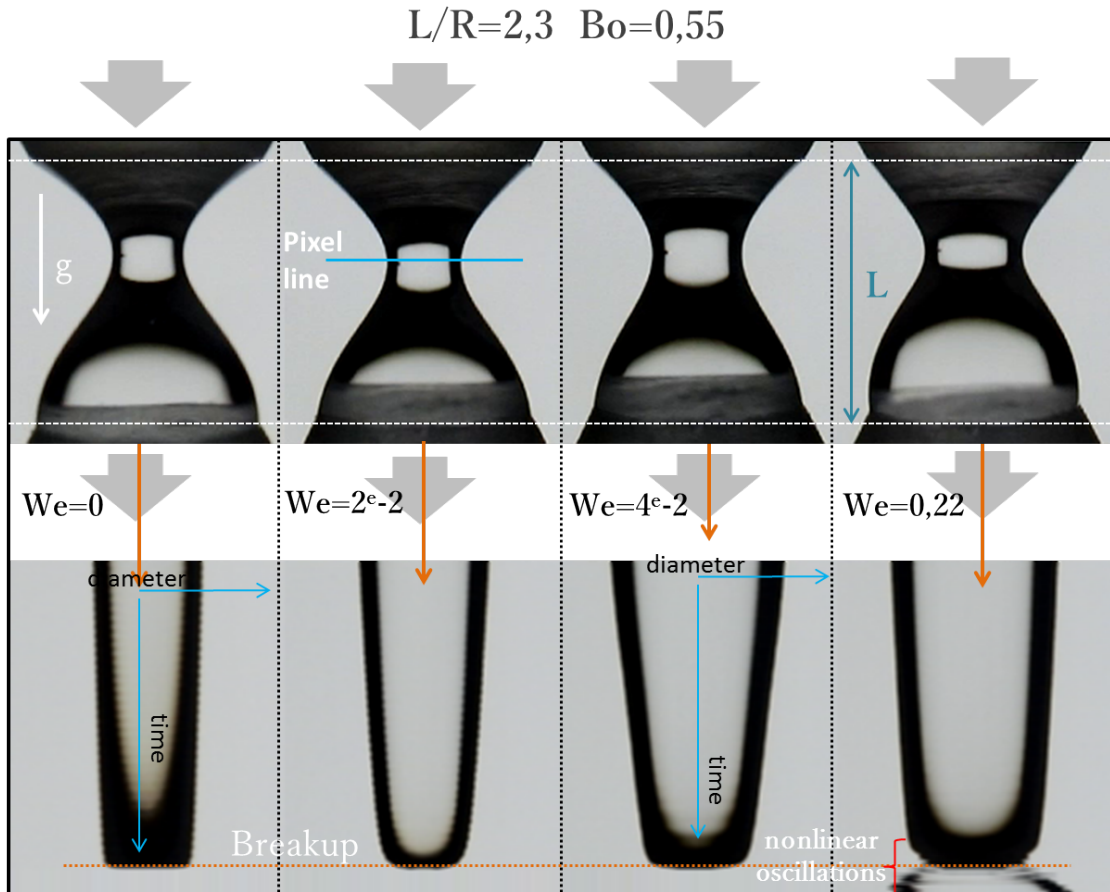 L/R=2,3 Bo=0,55
g
Pixel
line
L
We=0
We=2ᵉ-2
We=4ᵉ-2
We=0,22
diameter
time
diameter
time
Breakup
nonlinear
oscillations